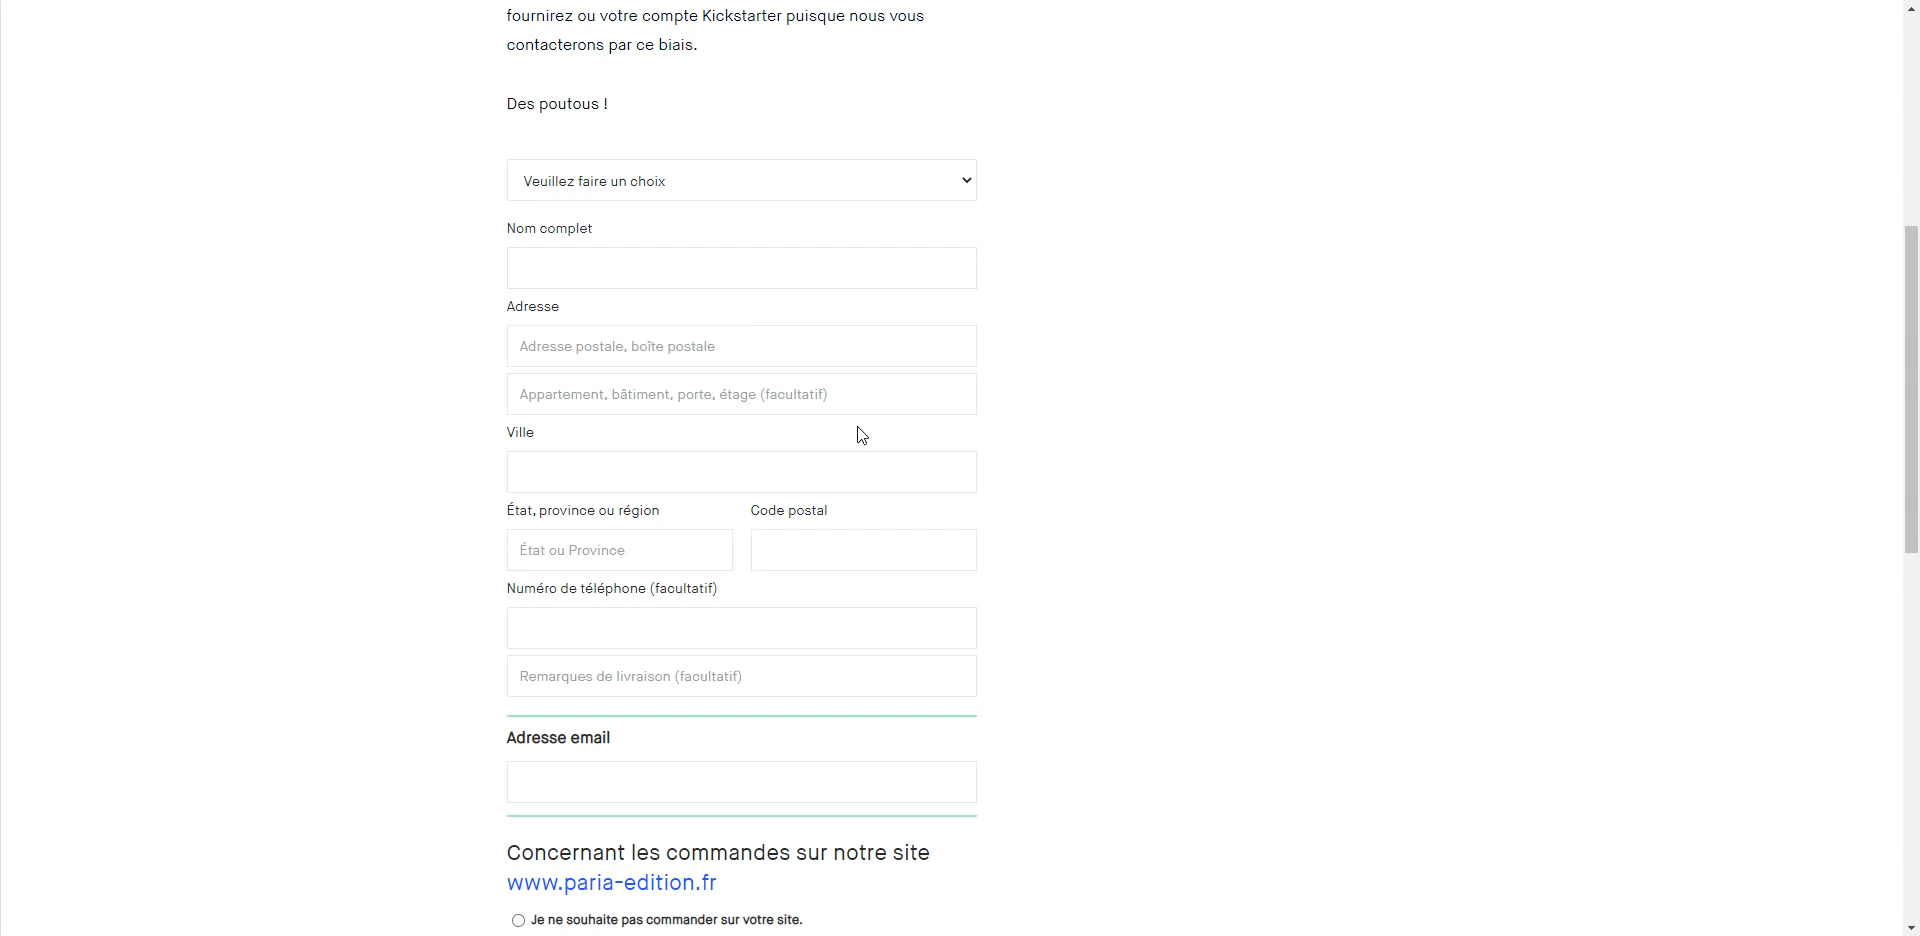 fournirez ou votre compte Kickstarter puisque nous vous
contacterons par ce biais.
Des poutous !
Veuillez faire un choix
Nom complet
Adresse
Adresse postale, boîte postale
Appartement, bâtiment, porte, étage (facultatif)
Ville
État, province ou région
Code postal
État ou Province
Numéro de téléphone (facultatif)
Remarques de livraison (facultatif)
Adresse email
Concernant les commandes sur notre site
www.paria-edition.fr
Je ne souhaite pas commander sur votre site.